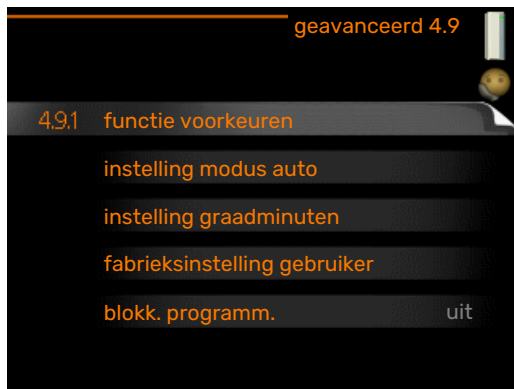 geavanceerd 4.9
4.9.1 functie voorkeuren
instelling modus auto
instelling graadminuten
fabrieksinstelling gebruiker
blokk. programm. uit